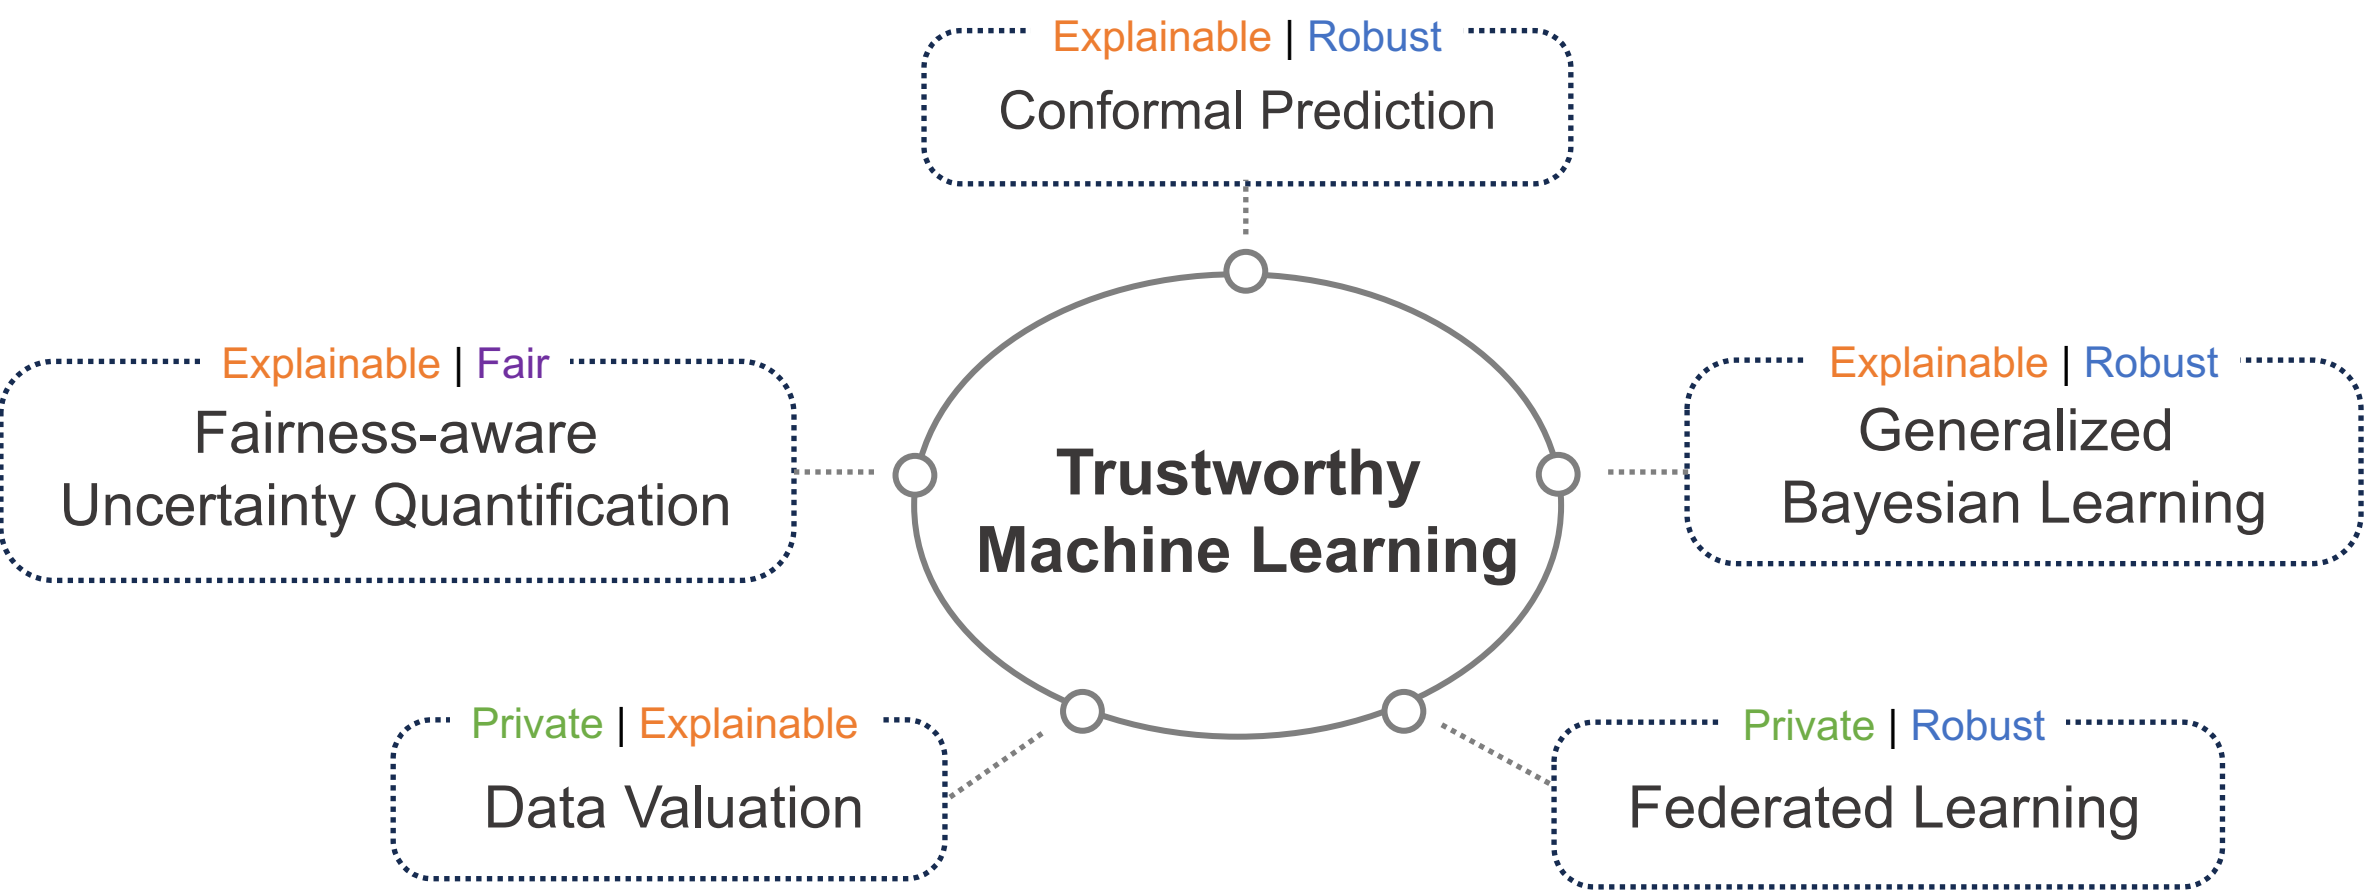 Explainable | Robust
Conformal Prediction
Explainable | Fair
Fairness-aware
Uncertainty Quantification
Trustworthy
Machine Learning
Explainable | Robust
Generalized
Bayesian Learning
Private | Explainable
Data Valuation
Private | Robust
Federated Learning